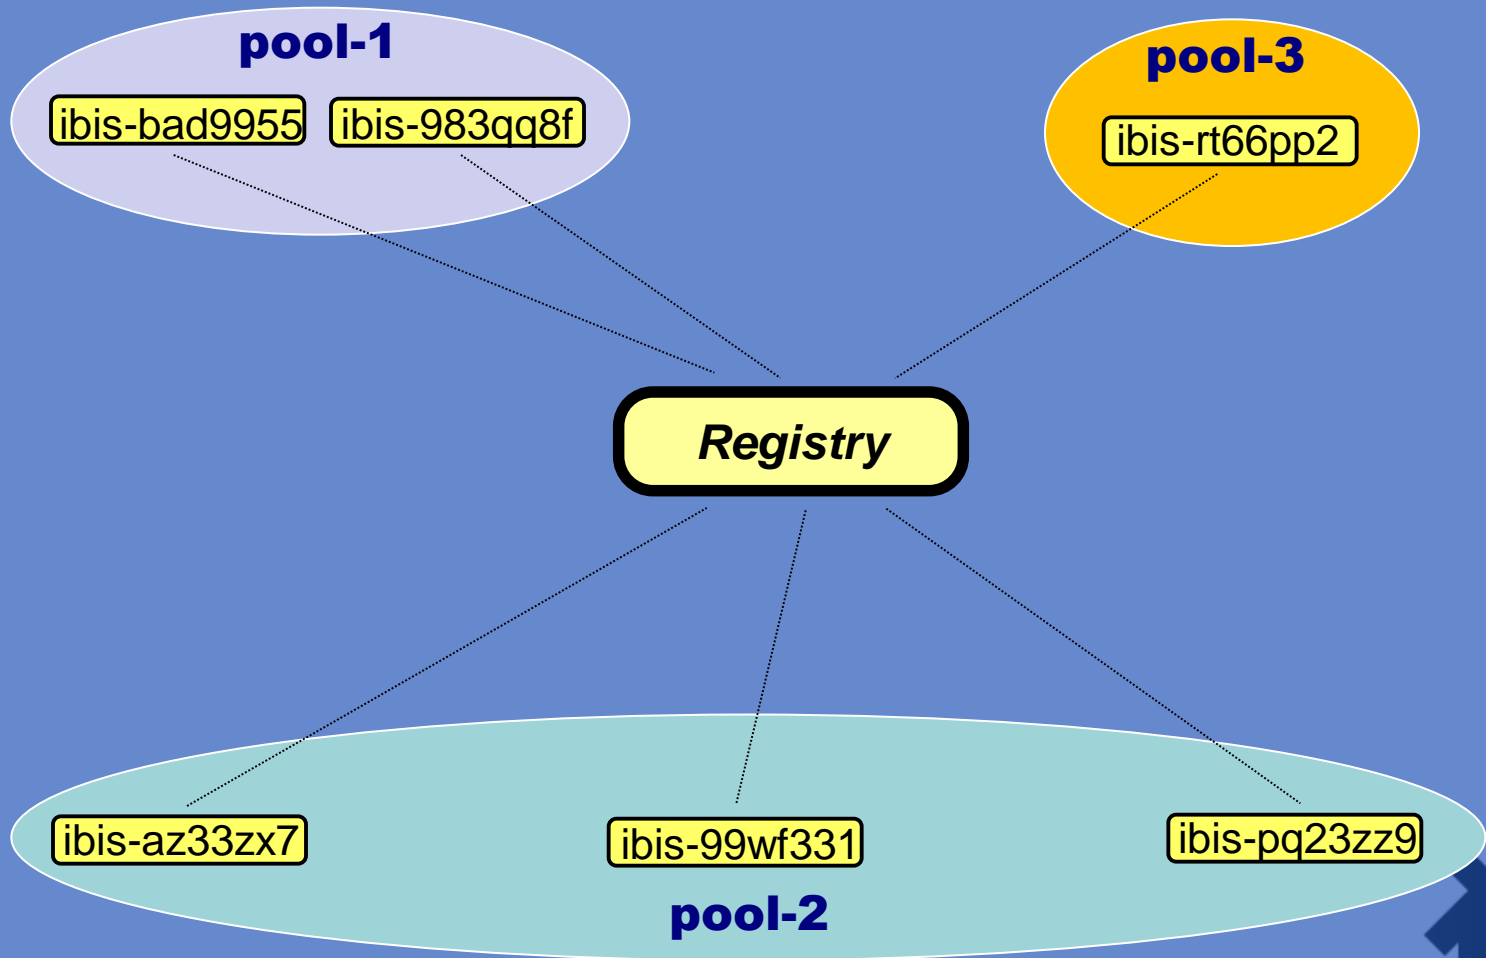 pool-1
pool-3
ibis-bad9955
ibis-983qq8f
ibis-rt66pp2
Registry
ibis-az33zx7
ibis-99wf331
ibis-pq23zz9
pool-2